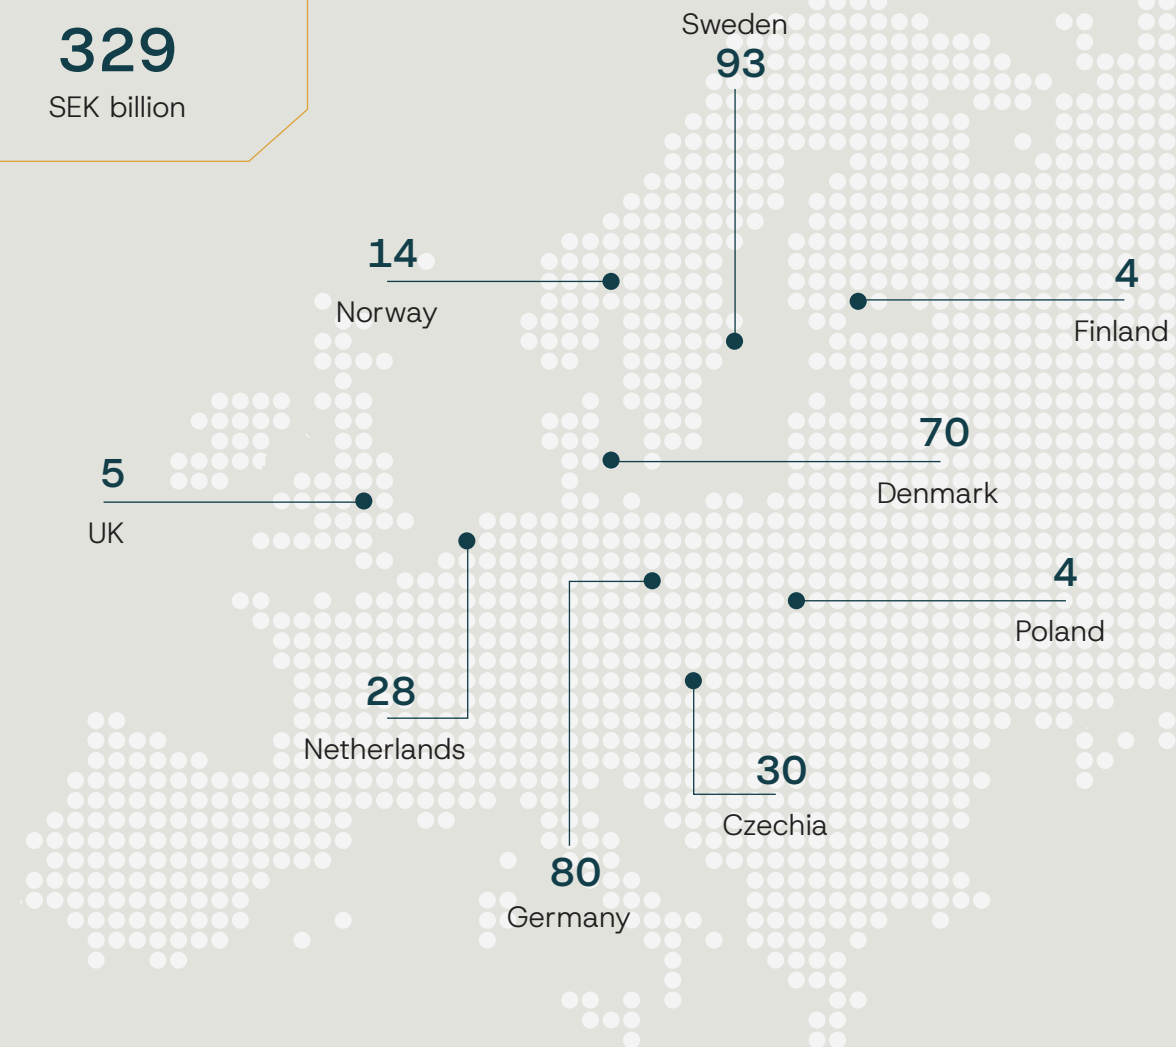 329
SEK billion
Sweden
93
14
Norway
4
Finland
70
Denmark
5
UK
4
Poland
28
Netherlands
30
Czechia
80
Germany